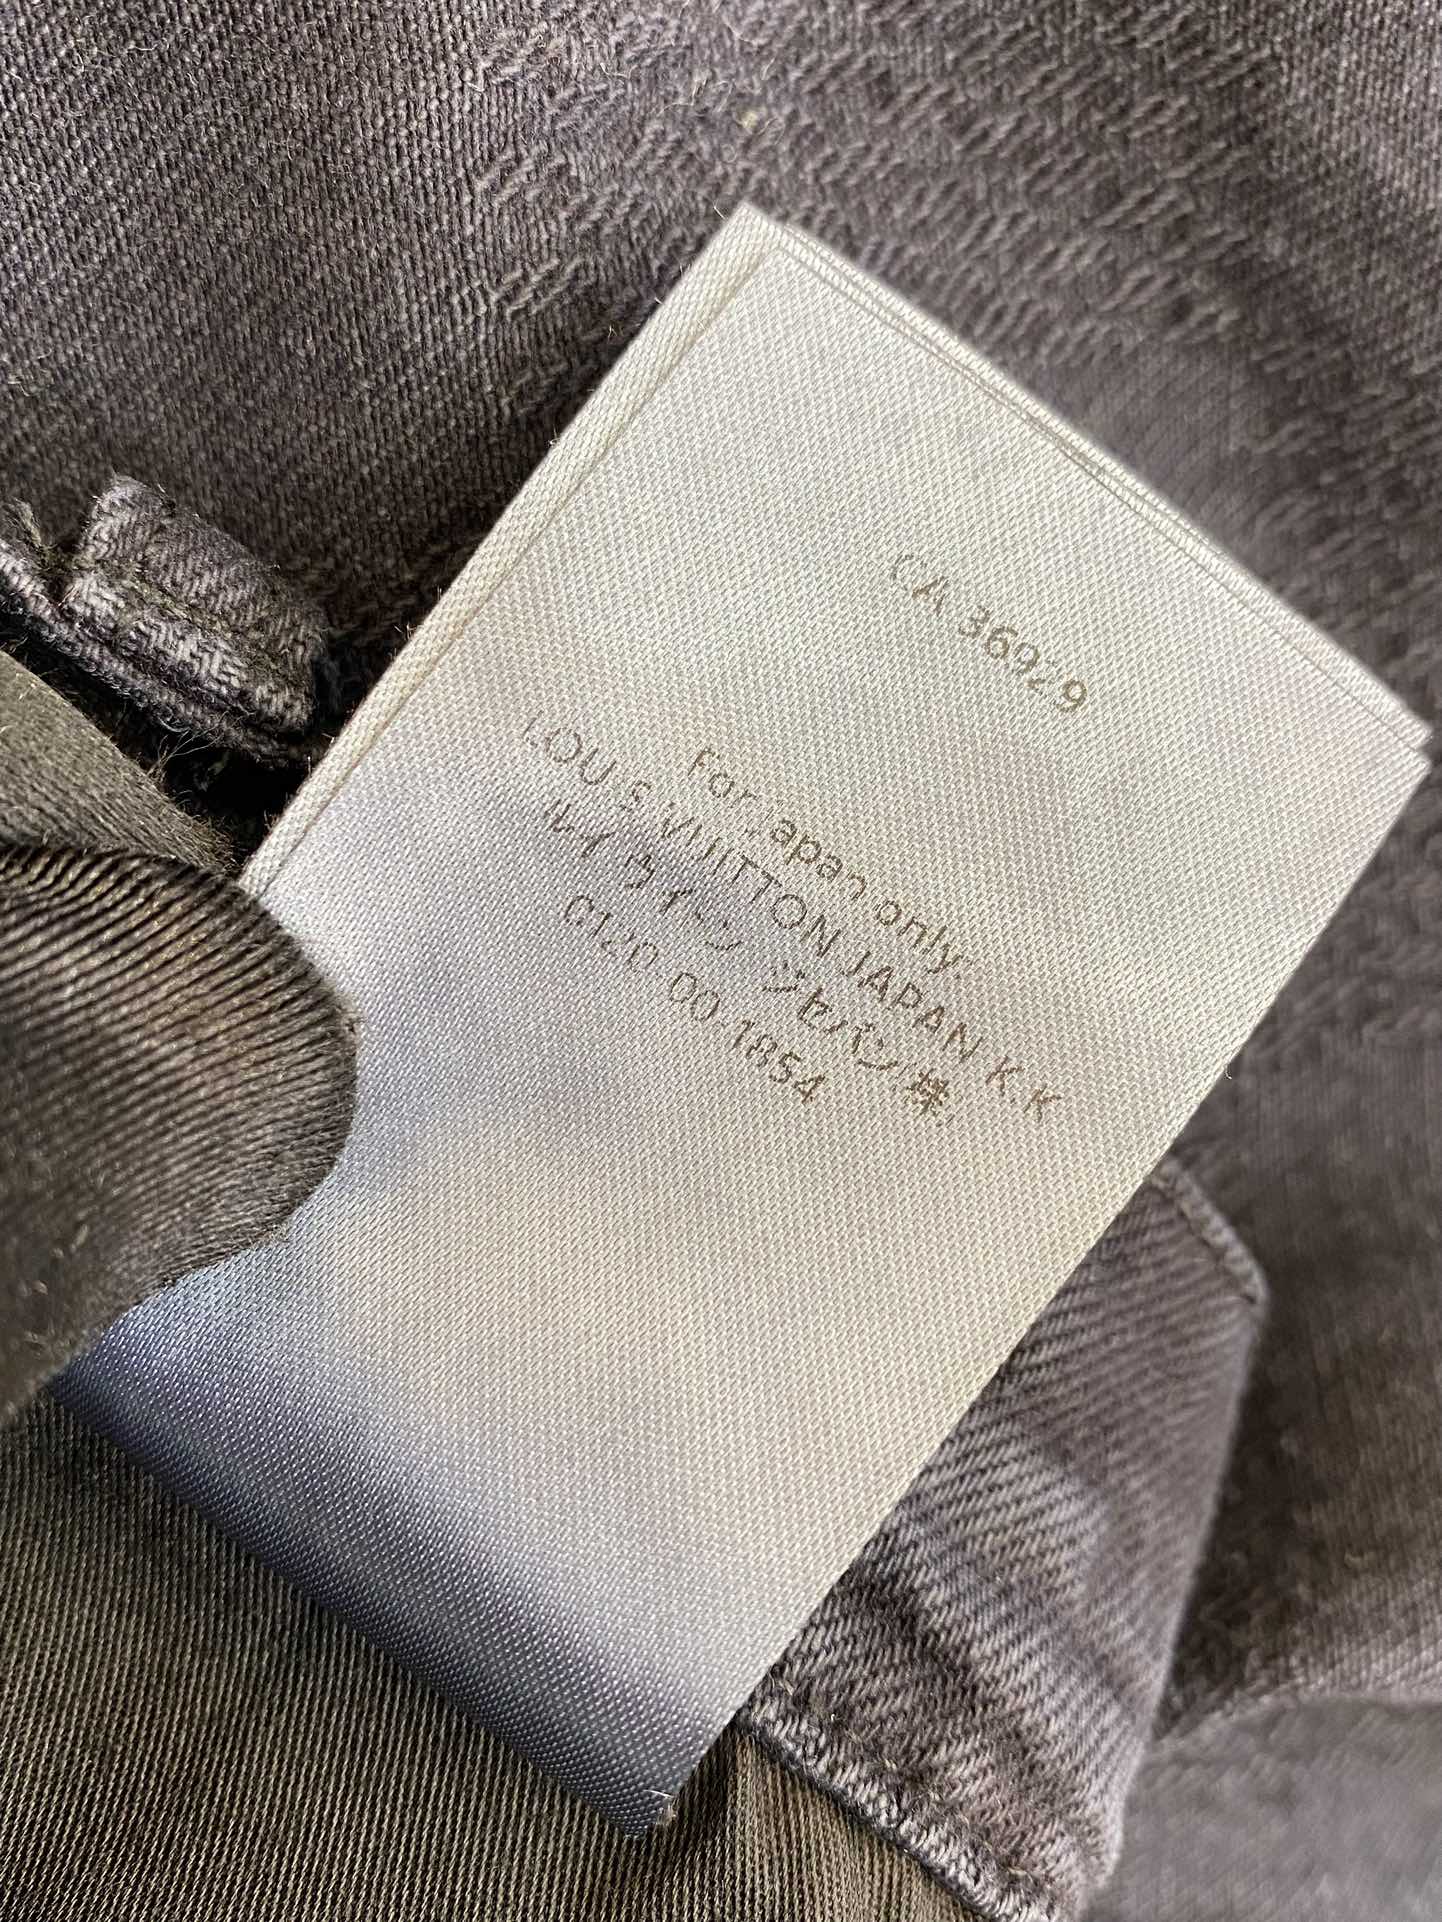 CA 36929
For Japan only.
LOUIS VUITTON JAPAN K.K
ルイ ヴィトン ジャパン㈱
0120-00-1854